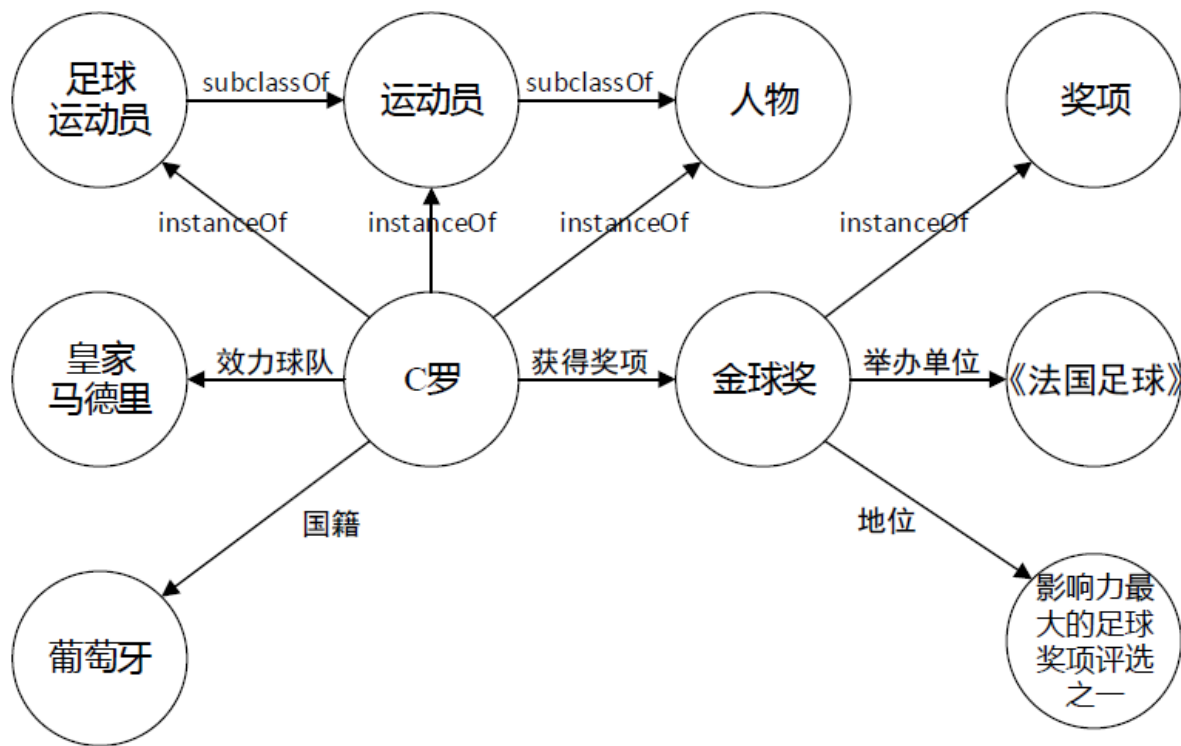 足球
运动员
subclassOf
运动员
subclassOf
人物
奖项
instanceOf
instanceOf
instanceOf
instanceOf
皇家
马德里
效力球队
C罗
获得奖项
金球奖
举办单位
《法国足球》
国籍
地位
葡萄牙
影响力最
大的足球
奖项评选
之一